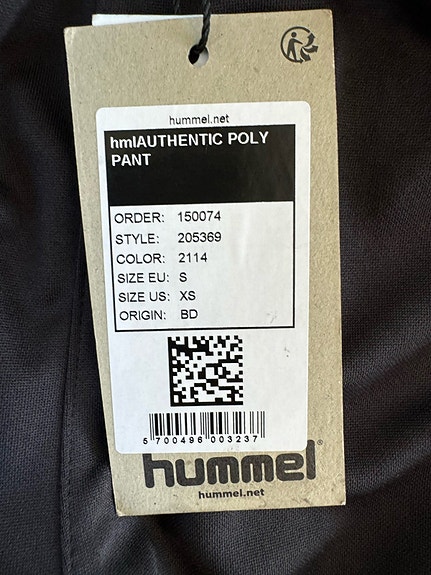 hummel.net
hmlAUTHENTIC POLY
PANT
ORDER: 150074
STYLE: 205369
COLOR: 2114
SIZE EU: S
SIZE US: XS
ORIGIN: BD
5 700496 003237
hummel®
hummel.net